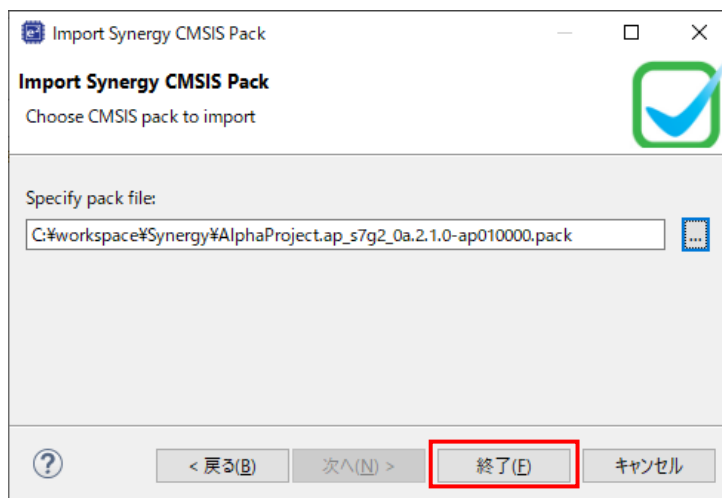 Import Synergy CMSIS Pack
Import Synergy CMSIS Pack
Choose CMSIS pack to import
Specify pack file:
C:¥workspace¥Synergy¥AlphaProject.ap_s7g2_0a.2.1.0-ap010000.pack
...
< 戻る(B) 次へ(N) > 終了(F) キャンセル